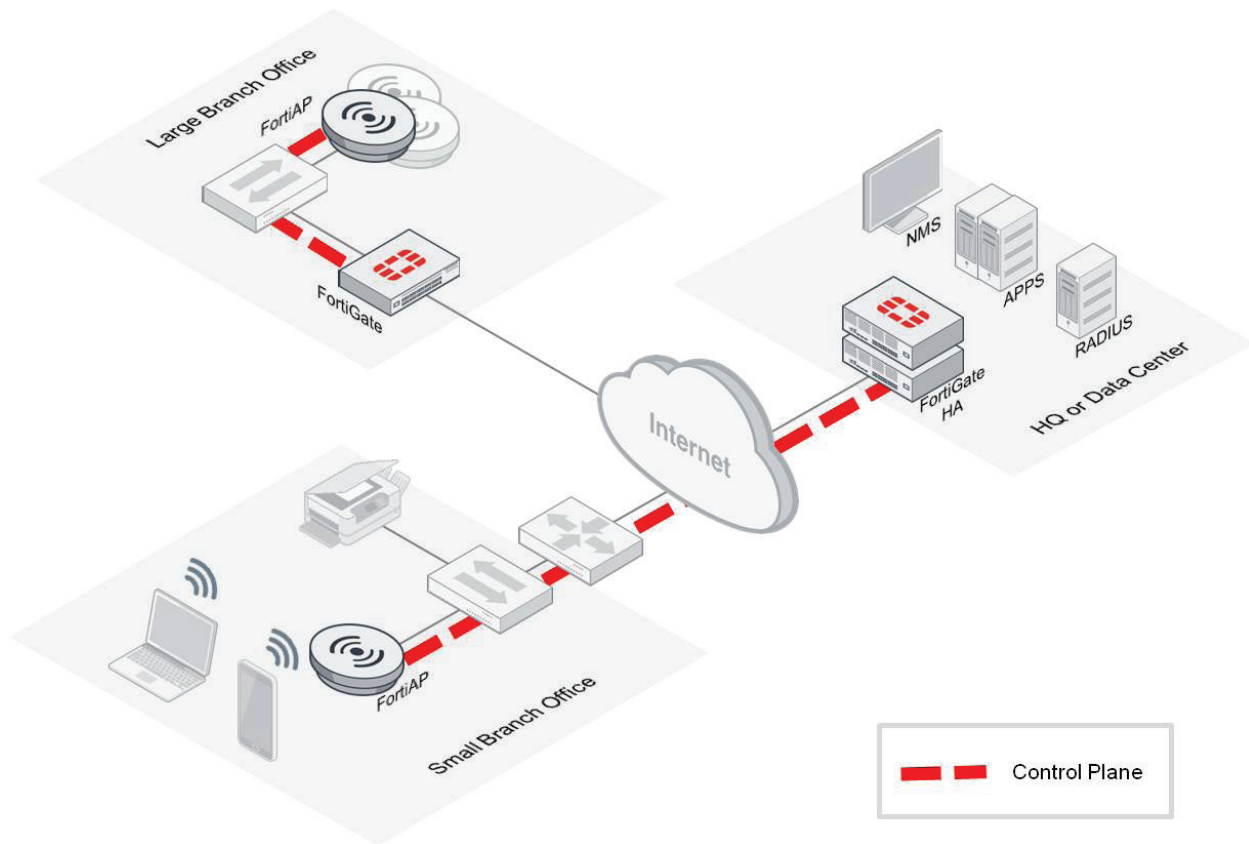 Large Branch Office
FortiAP
FortiGate
NMS
APPS
RADIUS
FortiGate
HA
HQ or Data Center
Internet
FortiAP
Small Branch Office
Control Plane